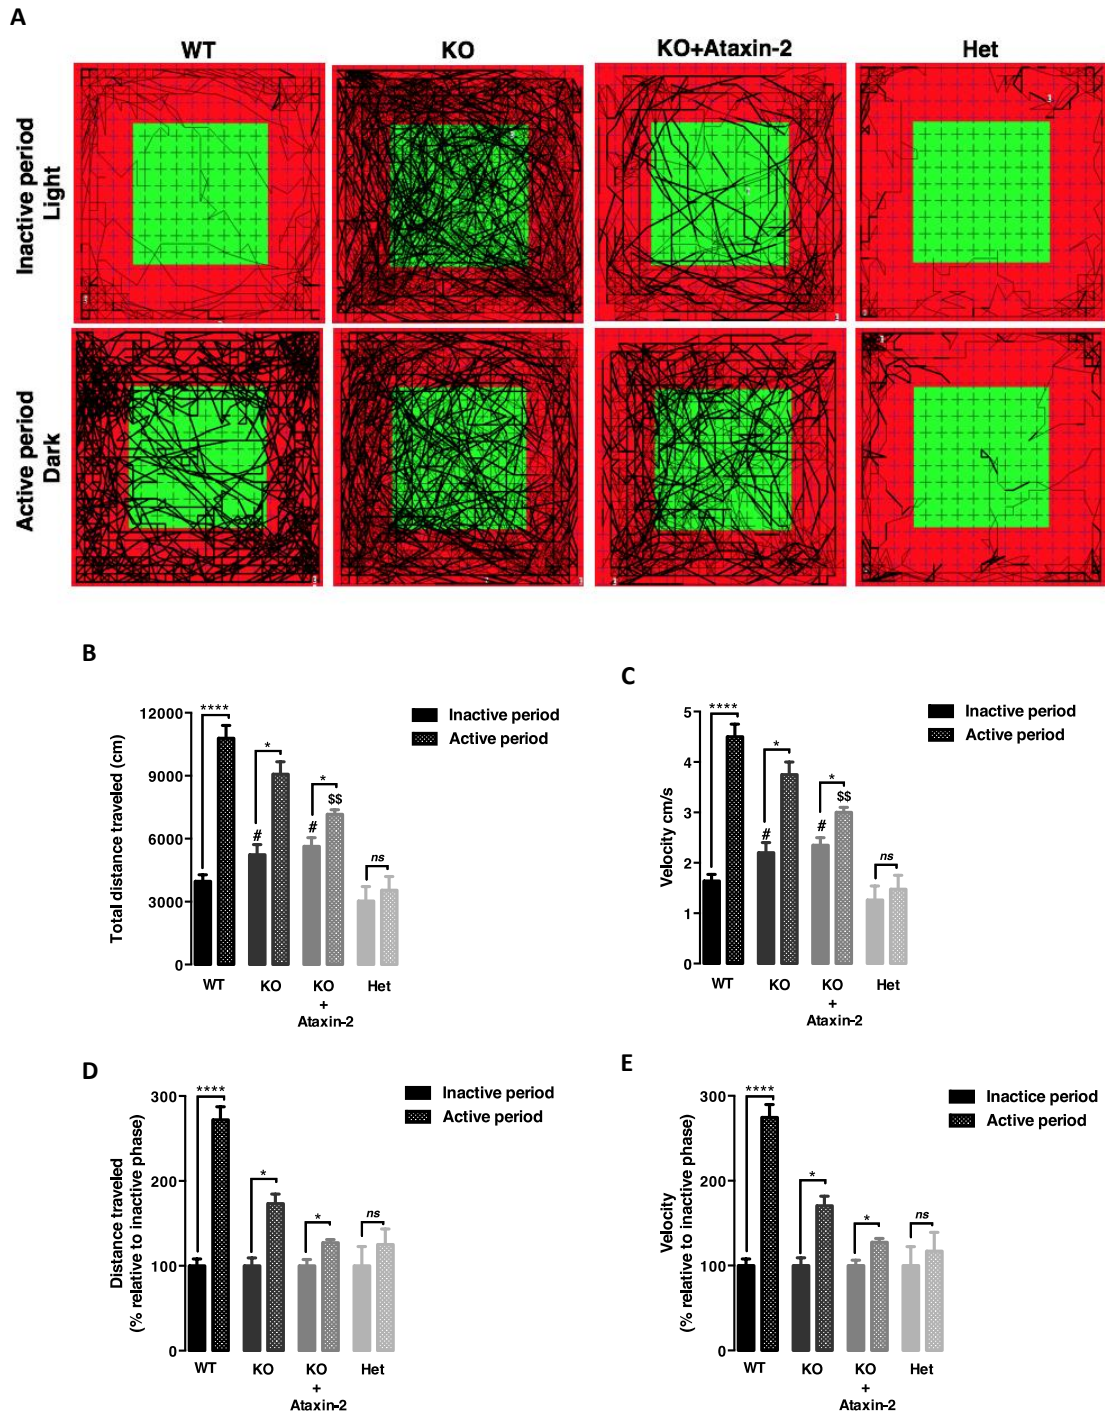 A
WT
KO
KO+Ataxin-2
Het
Inactive period
Light
Active period
Dark
B
Total distance traveled (cm)
12000
9000
6000
3000
0
****
*
*
ns
#
#
$$
Inactive period
Active period
WT
KO
KO
+
Ataxin-2
Het
C
Velocity cm/s
5
4
3
2
1
0
****
*
*
ns
#
#
$$
Inactive period
Active period
WT
KO
KO
+
Ataxin-2
Het
D
Distance traveled
(% relative to inactive phase)
300
200
100
0
****
*
*
ns
Inactive period
Active period
WT
KO
KO
+
Ataxin-2
Het
E
Velocity
(% relative to inactive phase)
300
200
100
0
****
*
*
ns
Inactice period
Active period
WT
KO
KO
+
Ataxin-2
Het